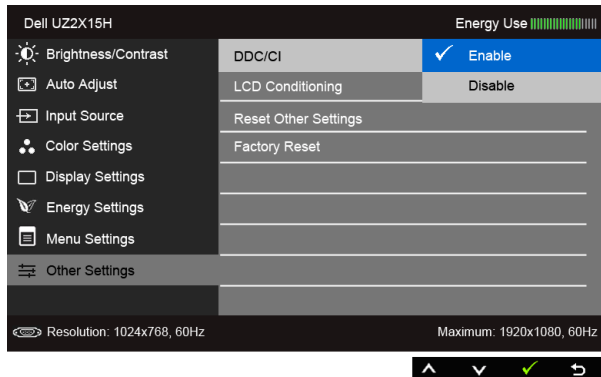 Dell UZ2X15H Energy Use
Brightness/Contrast DDC/CI Enable
Auto Adjust LCD Conditioning Disable
Input Source Reset Other Settings
Color Settings Factory Reset
Display Settings
Energy Settings
Menu Settings
Other Settings
Resolution: 1024x768, 60Hz Maximum: 1920x1080, 60Hz